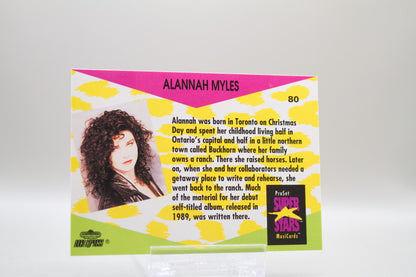 ALANNAH MYLES
80
Alannah was born in Toronto on Christmas
Day and spent her childhood living half in
Ontario's capital and half in a little northern
town called Buckhorn where her family
owns a ranch. There she raised horses. Later
on, when she and her collaborators needed a
getaway place to write and rehearse, she
went back to the ranch. Much
of the material for her debut
self-titled album, released in
1989, was written there.
ProSet
SUPER
STARS
MusiCards